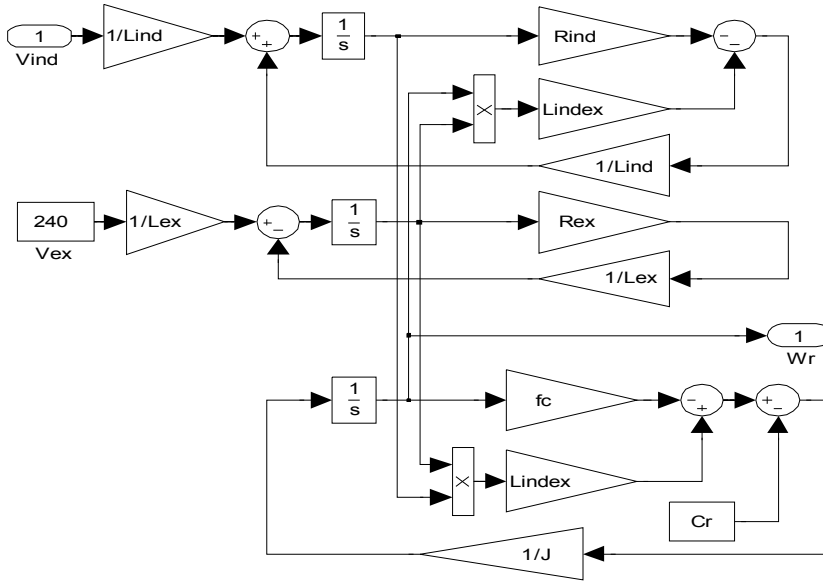 1
Vind
1/Lind
+
+
1
s
Rind
-
-
×
Lindex
1/Lind
240
Vex
1/Lex
+
-
1
s
Rex
1/Lex
1
Wr
1
s
fc
-
+
+
-
×
Lindex
Cr
1/J